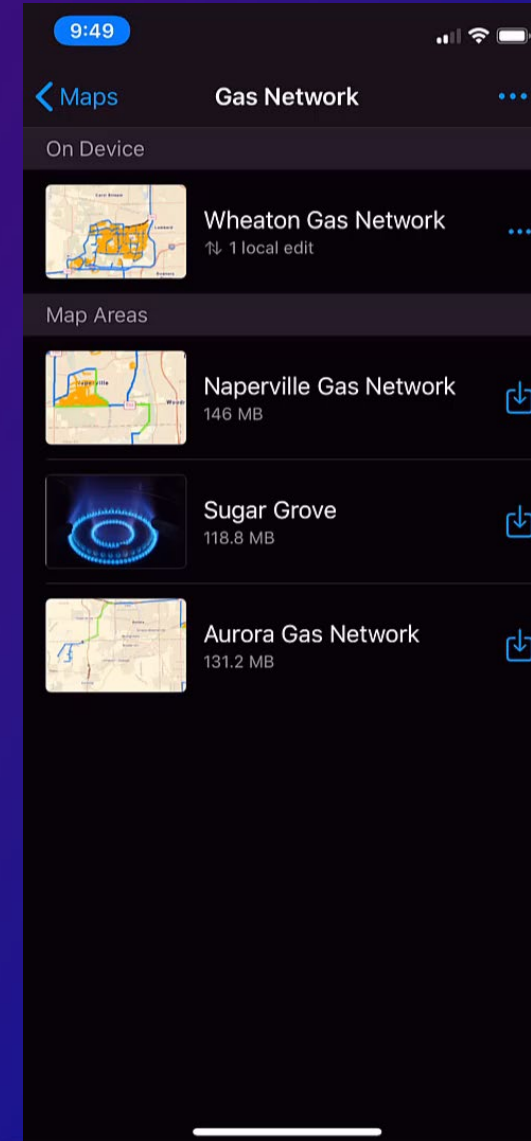 9:49
Maps
Gas Network
On Device
Wheaton Gas Network
1 local edit
Map Areas
Naperville
Naperville Gas Network
146 MB
Sugar Grove
118.8 MB
Aurora Gas Network
131.2 MB